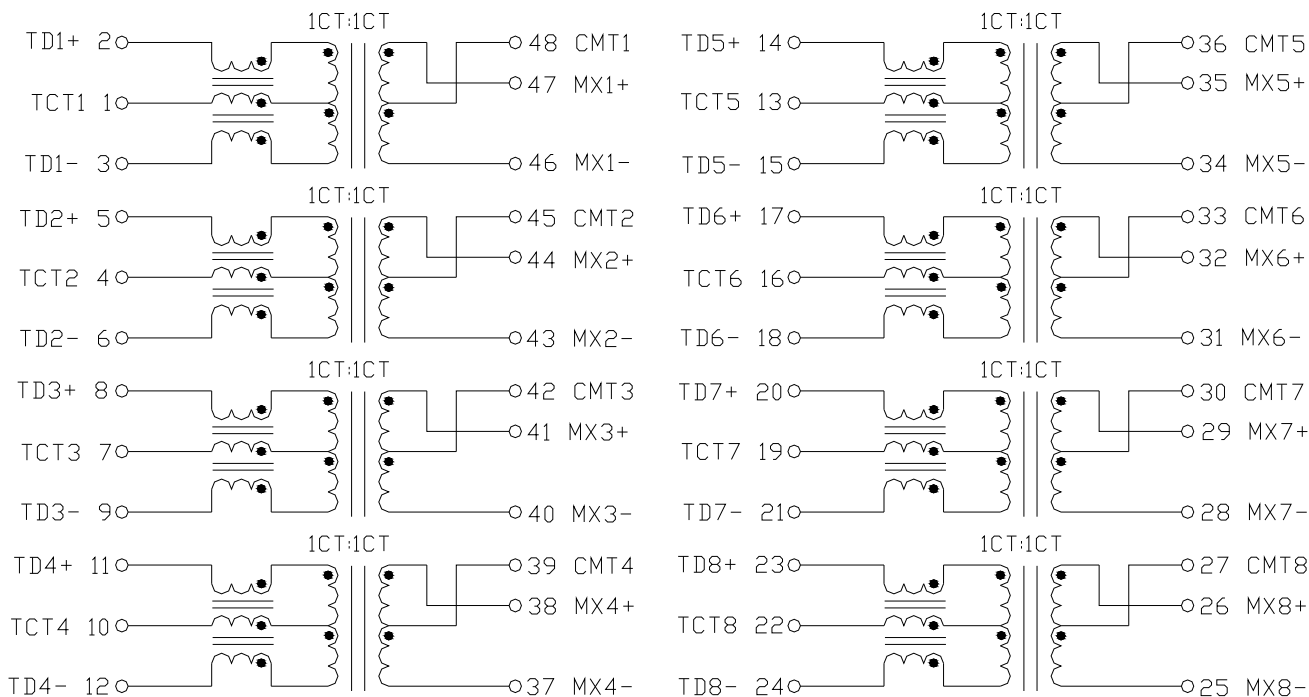 1CT:1CT
TD1+ 2
48 CMT1
47 MX1+
TCT1 1
TD1- 3
46 MX1-
1CT:1CT
TD2+ 5
45 CMT2
44 MX2+
TCT2 4
TD2- 6
43 MX2-
1CT:1CT
TD3+ 8
42 CMT3
41 MX3+
TCT3 7
TD3- 9
40 MX3-
1CT:1CT
TD4+ 11
39 CMT4
38 MX4+
TCT4 10
TD4- 12
37 MX4-
1CT:1CT
TD5+ 14
36 CMT5
35 MX5+
TCT5 13
TD5- 15
34 MX5-
1CT:1CT
TD6+ 17
33 CMT6
32 MX6+
TCT6 16
TD6- 18
31 MX6-
1CT:1CT
TD7+ 20
30 CMT7
29 MX7+
TCT7 19
TD7- 21
28 MX7-
1CT:1CT
TD8+ 23
27 CMT8
26 MX8+
TCT8 22
TD8- 24
25 MX8-